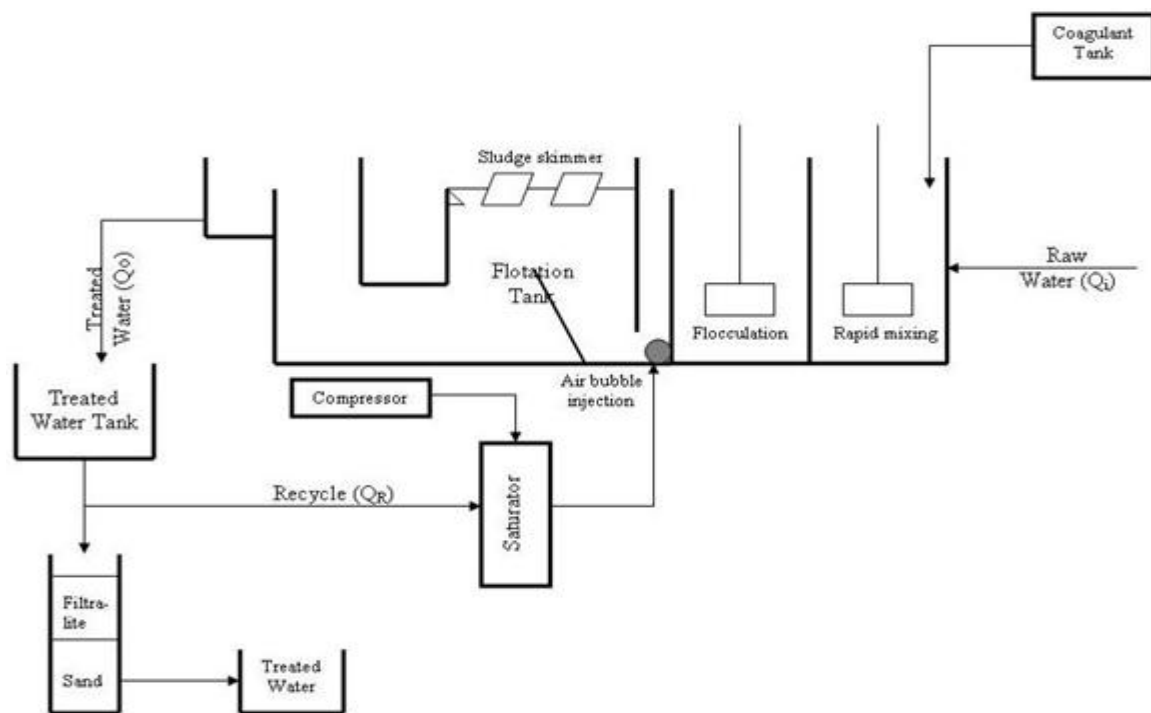 Coagulant
Tank
Sludge skimmer
Treated
Water (Qo)
Flotation
Tank
Raw
Water (Qi)
Flocculation
Rapid mixing
Air bubble
injection
Compressor
Treated
Water Tank
Recycle (QR)
Saturator
Filtra-
lite
Sand
Treated
Water